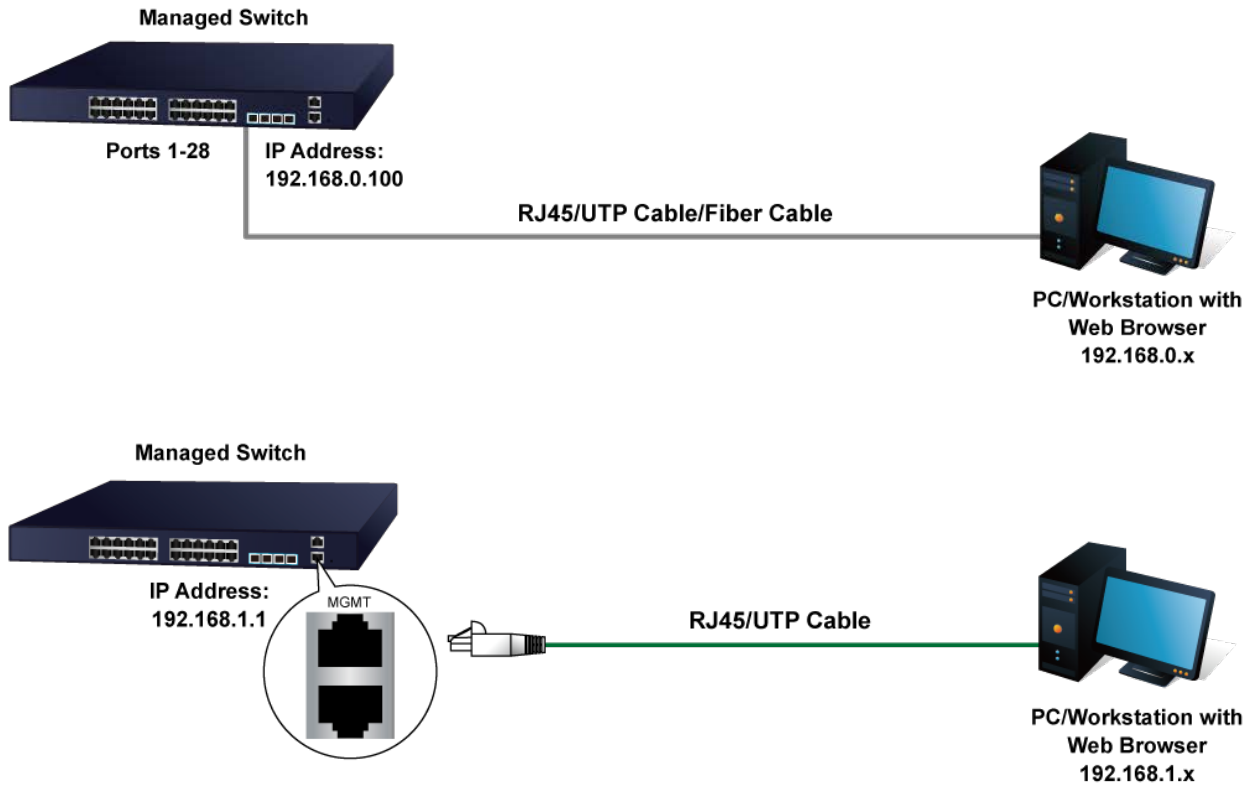 Managed Switch
Ports 1-28
IP Address:
192.168.0.100
RJ45/UTP Cable/Fiber Cable
PC/Workstation with
Web Browser
192.168.0.x
Managed Switch
IP Address:
192.168.1.1
MGMT
RJ45/UTP Cable
PC/Workstation with
Web Browser
192.168.1.x